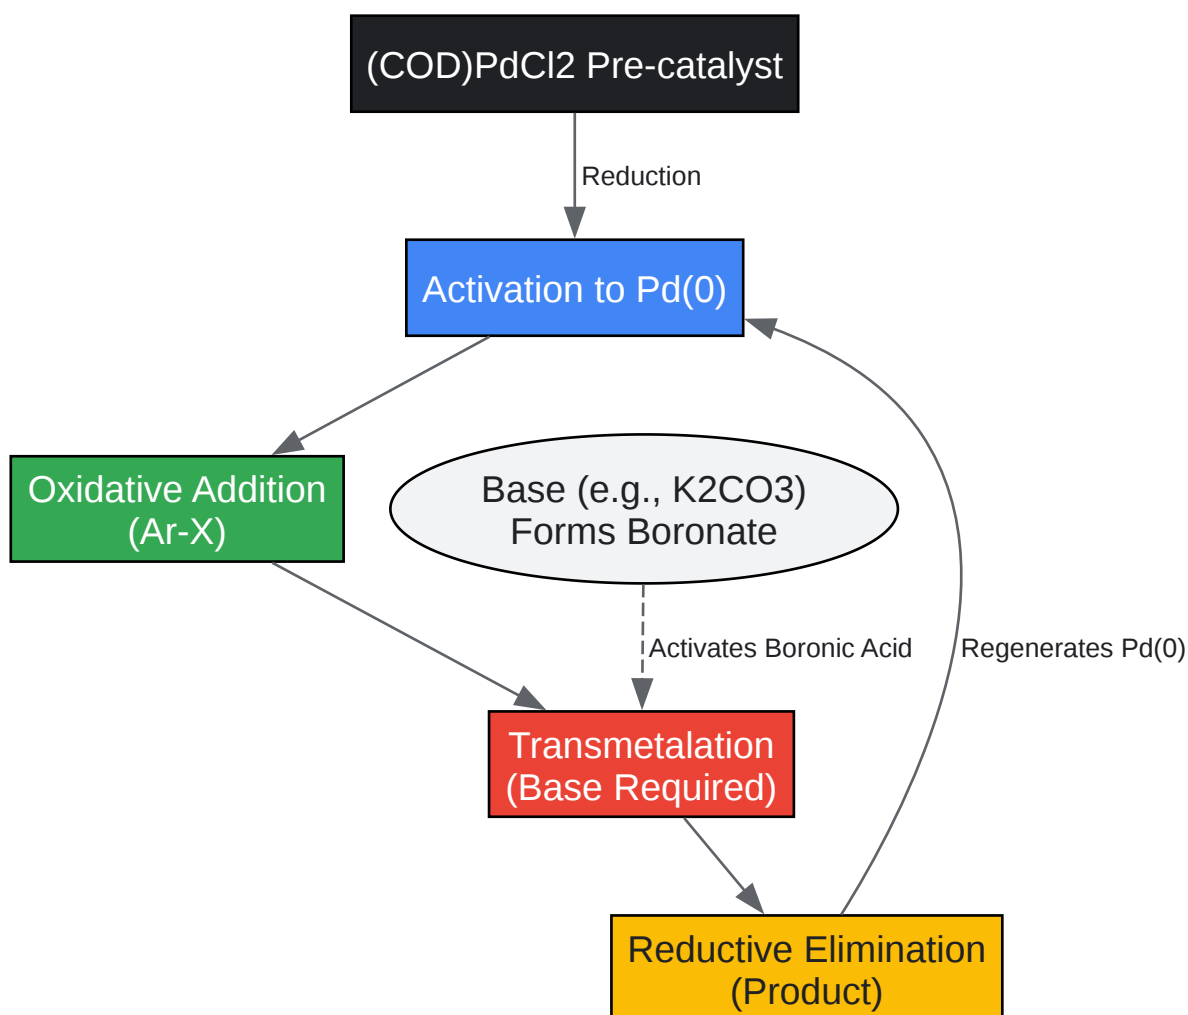 (COD)PdCl2 Pre-catalyst
Reduction
Activation to Pd(0)
Oxidative Addition
(Ar-X)
Base (e.g., K2CO3)
Forms Boronate
Activates Boronic Acid
Regenerates Pd(0)
Transmetalation
(Base Required)
Reductive Elimination
(Product)